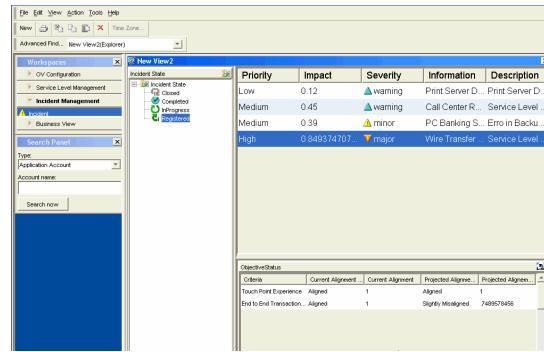 File Edit View Action Tools Help
New Time Zone...
Advanced Find... New View2(Explorer)
Workspaces
OV Configuration
Service Level Management
Incident Management
Incident
Business View
Search Panel
Type:
Application Account
Account name:
Search now
New View2
Incident State
Incident State
Closed
Completed
InProgress
Registered
Priority Impact Severity Information Description
Low 0.12 warning Print Server D... Print Server D...
Medium 0.45 warning Call Center R... Service Level ...
Medium 0.39 minor PC Banking S... Erro in Backu...
High 0.849374707... major Wire Transfer ... Service Level ...
ObjectiveStatus
Criteria Current Alignment ... Current Alignment Projected Alignme... Projected Alignmen...
Touch Point Experience Aligned 1 Aligned 1
End to End Transaction... Aligned 1 Slightly Misaligned .7489578456